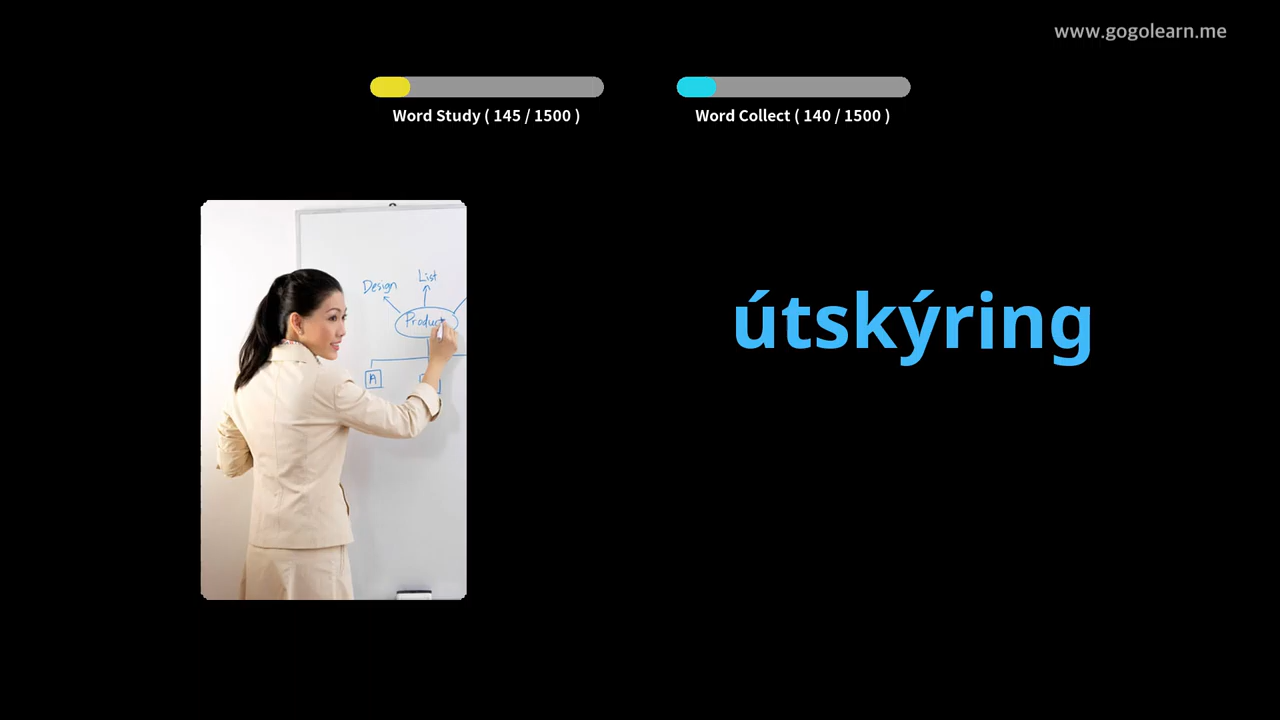 www.gogolearn.me
Word Study ( 145 / 1500 )
Word Collect ( 140 / 1500 )
útskýring
Design
List
Product
A